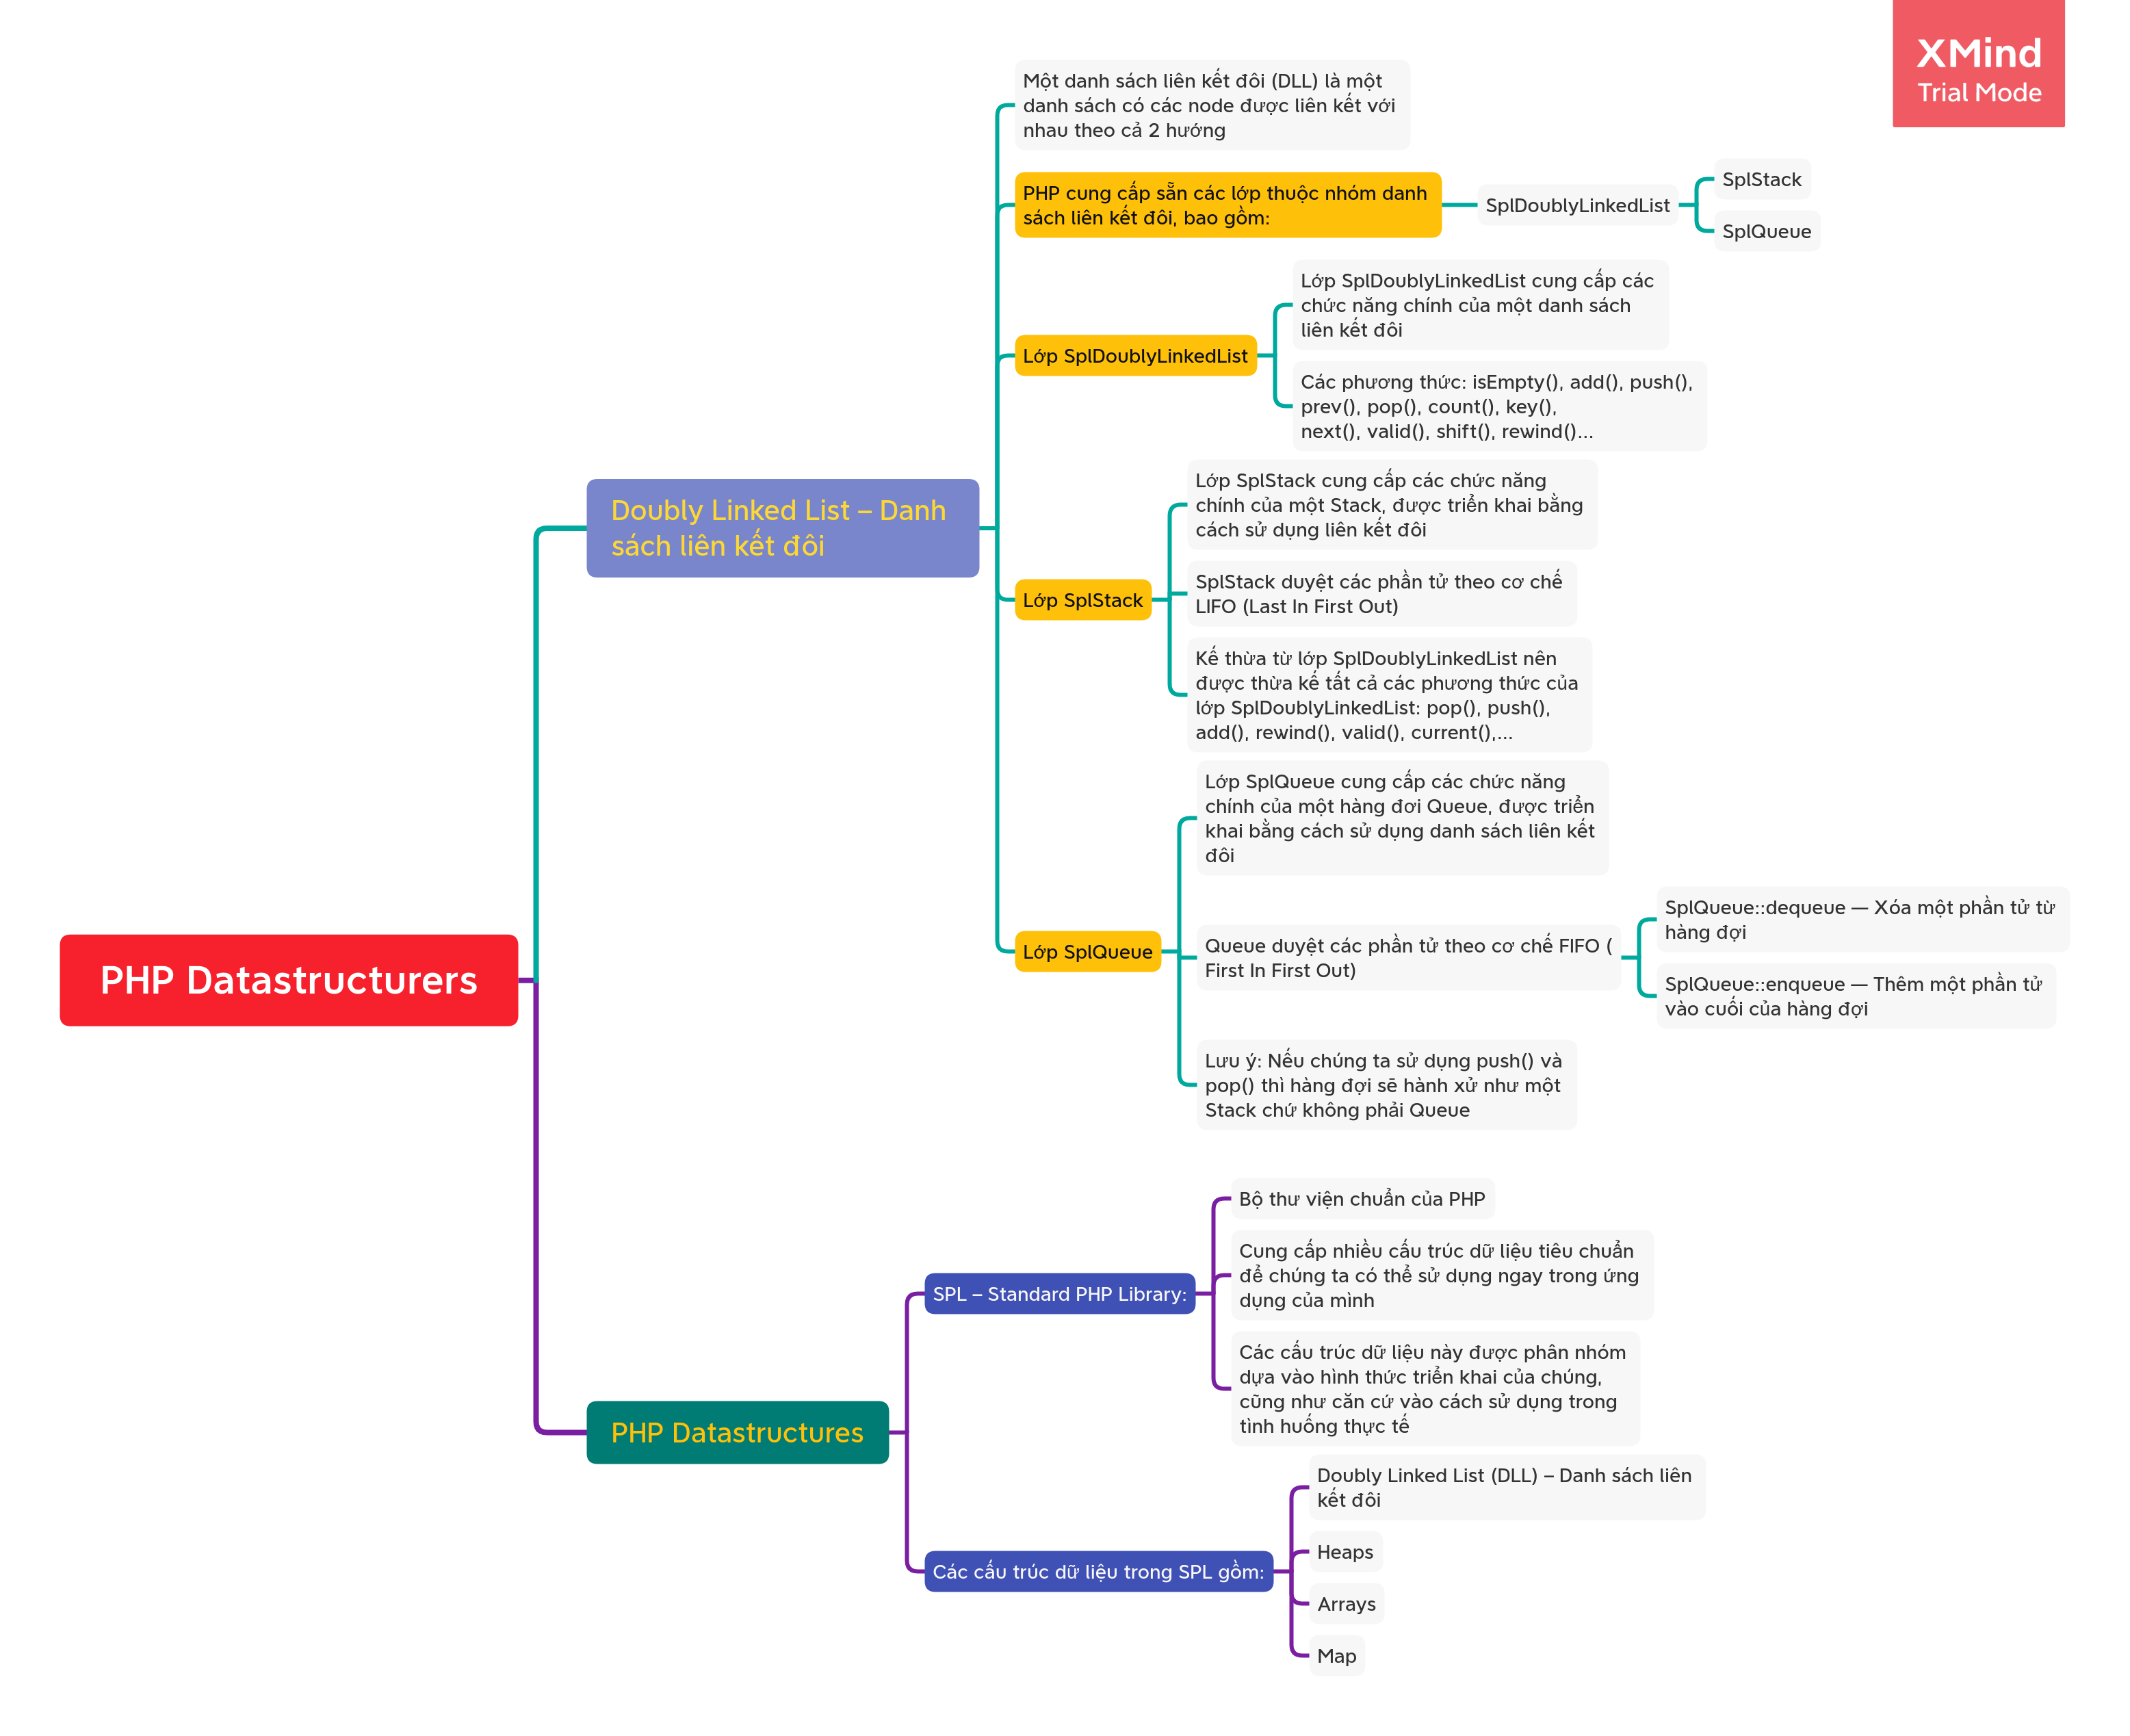 XMind
Trial Mode
Một danh sách liên kết đôi (DLL) là một
danh sách có các node được liên kết với
nhau theo cả 2 hướng
PHP cung cấp sẵn các lớp thuộc nhóm danh
sách liên kết đôi, bao gồm:
SplDoublyLinkedList
SplStack
SplQueue
Lớp SplDoublyLinkedList
Lớp SplDoublyLinkedList cung cấp các
chức năng chính của một danh sách
liên kết đôi
Các phương thức: isEmpty(), add(), push(),
prev(), pop(), count(), key(),
next(), valid(), shift(), rewind()...
Doubly Linked List – Danh
sách liên kết đôi
Lớp SplStack
Lớp SplStack cung cấp các chức năng
chính của một Stack, được triển khai bằng
cách sử dụng liên kết đôi
SplStack duyệt các phần tử theo cơ chế
LIFO (Last In First Out)
Kế thừa từ lớp SplDoublyLinkedList nên
được thừa kế tất cả các phương thức của
lớp SplDoublyLinkedList: pop(), push(),
add(), rewind(), valid(), current(),...
Lớp SplQueue
Lớp SplQueue cung cấp các chức năng
chính của một hàng đơi Queue, được triển
khai bằng cách sử dụng danh sách liên kết
đôi
Queue duyệt các phần tử theo cơ chế FIFO (
First In First Out)
SplQueue::dequeue — Xóa một phần tử từ
hàng đợi
SplQueue::enqueue — Thêm một phần tử
vào cuối của hàng đợi
Lưu ý: Nếu chúng ta sử dụng push() và
pop() thì hàng đợi sẽ hành xử như một
Stack chứ không phải Queue
PHP Datastructurers
PHP Datastructures
SPL – Standard PHP Library:
Bộ thư viện chuẩn của PHP
Cung cấp nhiều cấu trúc dữ liệu tiêu chuẩn
để chúng ta có thể sử dụng ngay trong ứng
dụng của mình
Các cấu trúc dữ liệu này được phân nhóm
dựa vào hình thức triển khai của chúng,
cũng như căn cứ vào cách sử dụng trong
tình huống thực tế
Các cấu trúc dữ liệu trong SPL gồm:
Doubly Linked List (DLL) – Danh sách liên
kết đôi
Heaps
Arrays
Map